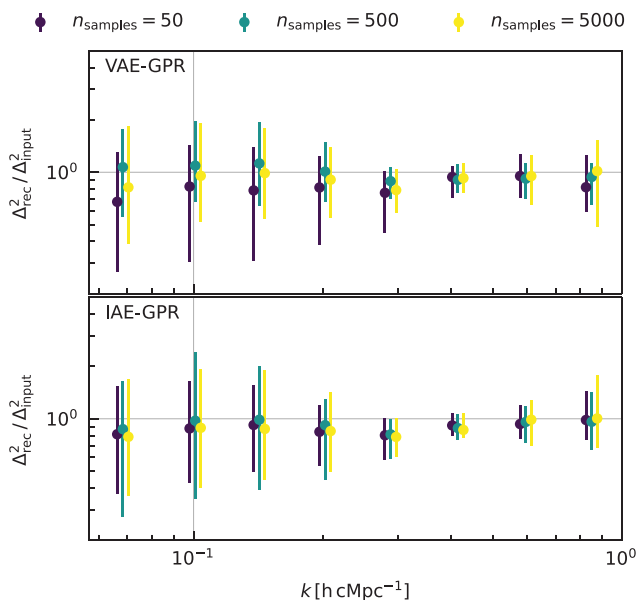 n_samples = 50 n_samples = 500 n_samples = 5000
VAE-GPR
10⁰
Δ²_rec / Δ²_input
IAE-GPR
10⁰
Δ²_rec / Δ²_input
10⁻¹ 10⁰
k [h cMpc⁻¹]